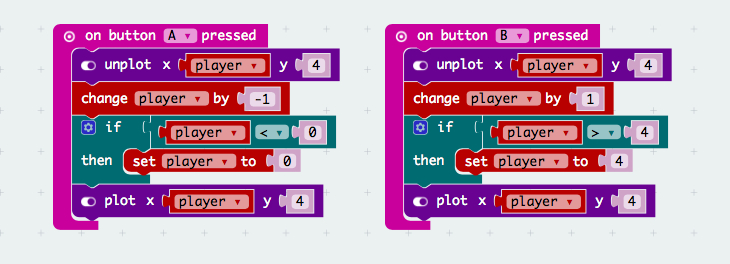 on button A ▾ pressed
unplot x player ▾ y 4
change player ▾ by -1
if player ▾ < ▾ 0
then set player ▾ to 0
plot x player ▾ y 4
on button B ▾ pressed
unplot x player ▾ y 4
change player ▾ by 1
if player ▾ > ▾ 4
then set player ▾ to 4
plot x player ▾ y 4